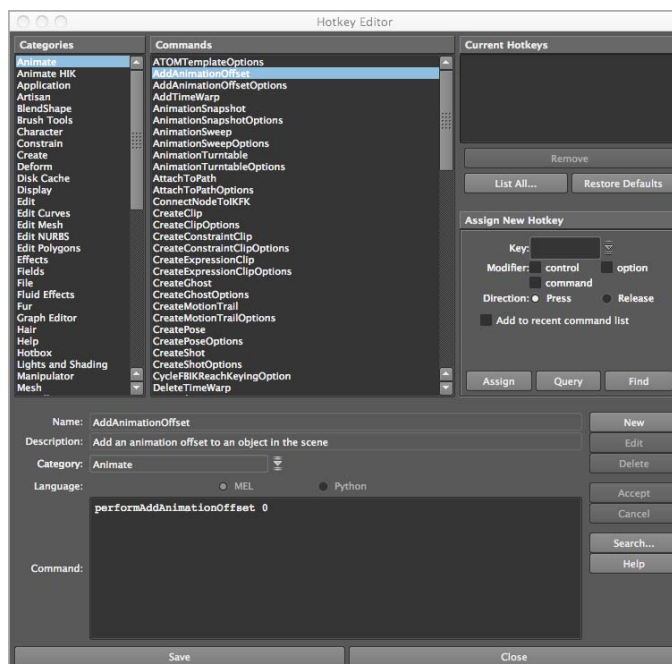 Hotkey Editor
Categories
Animate
Animate HIK
Application
Artisan
BlendShape
Brush Tools
Character
Constrain
Create
Deform
Disk Cache
Display
Edit
Edit Curves
Edit Mesh
Edit NURBS
Edit Polygons
Effects
Fields
File
Fluid Effects
Fur
Graph Editor
Hair
Help
Hotbox
Lights and Shading
Manipulator
Mesh
Commands
ATOMTemplateOptions
AddAnimationOffset
AddAnimationOffsetOptions
AddTimeWarp
AnimationSnapshot
AnimationSnapshotOptions
AnimationSweep
AnimationSweepOptions
AnimationTurntable
AnimationTurntableOptions
AttachToPath
AttachToPathOptions
ConnectNodeToIKFK
CreateClip
CreateClipOptions
CreateConstraintClip
CreateConstraintClipOptions
CreateExpressionClip
CreateExpressionClipOptions
CreateGhost
CreateGhostOptions
CreateMotionTrail
CreateMotionTrailOptions
CreatePose
CreatePoseOptions
CreateShot
CreateShotOptions
CycleFBIKReachKeyingOption
DeleteTimeWarp
Current Hotkeys
Remove
List All... Restore Defaults
Assign New Hotkey
Key:
Modifier: control option
command
Direction: Press Release
Add to recent command list
Assign Query Find
Name: AddAnimationOffset
Description: Add an animation offset to an object in the scene
Category: Animate
Language: MEL Python
Command: performAddAnimationOffset 0
New
Edit
Delete
Accept
Cancel
Search...
Help
Save Close